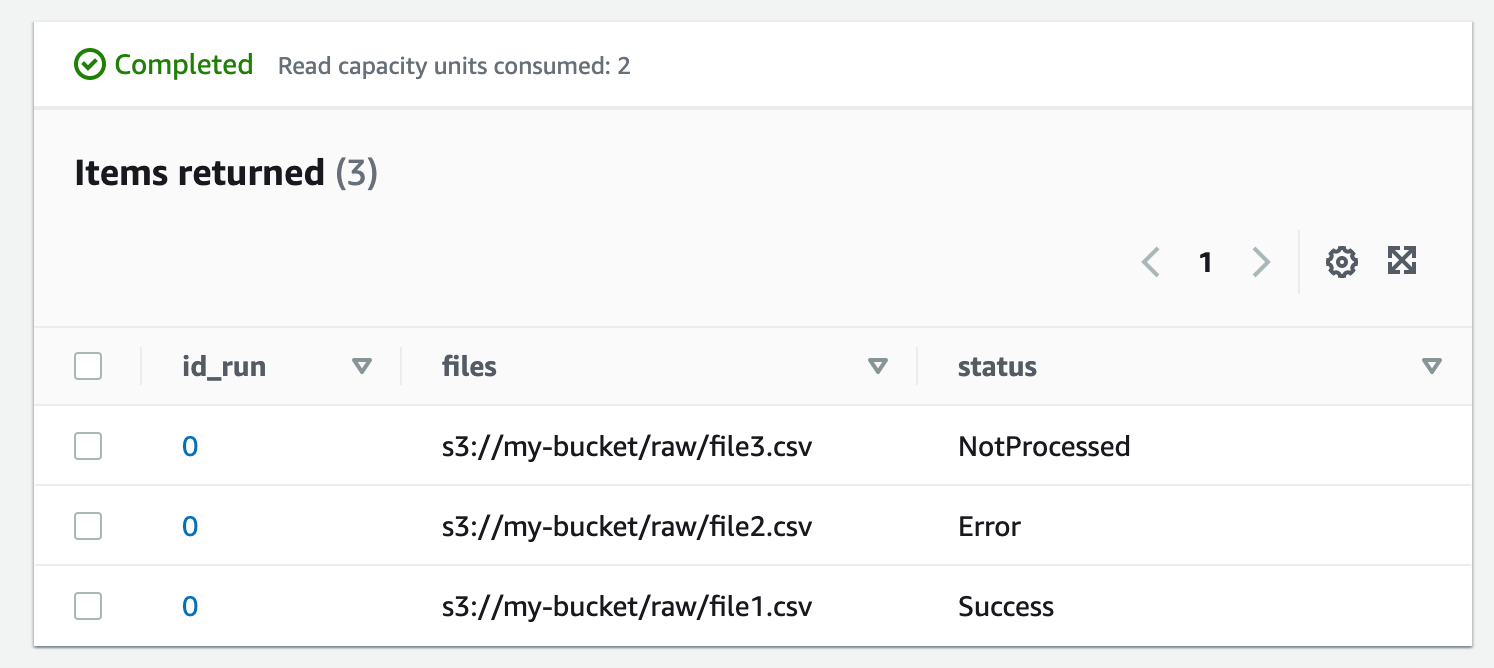 Completed Read capacity units consumed: 2
Items returned (3)
1
id_run files status
0 s3://my-bucket/raw/file3.csv NotProcessed
0 s3://my-bucket/raw/file2.csv Error
0 s3://my-bucket/raw/file1.csv Success